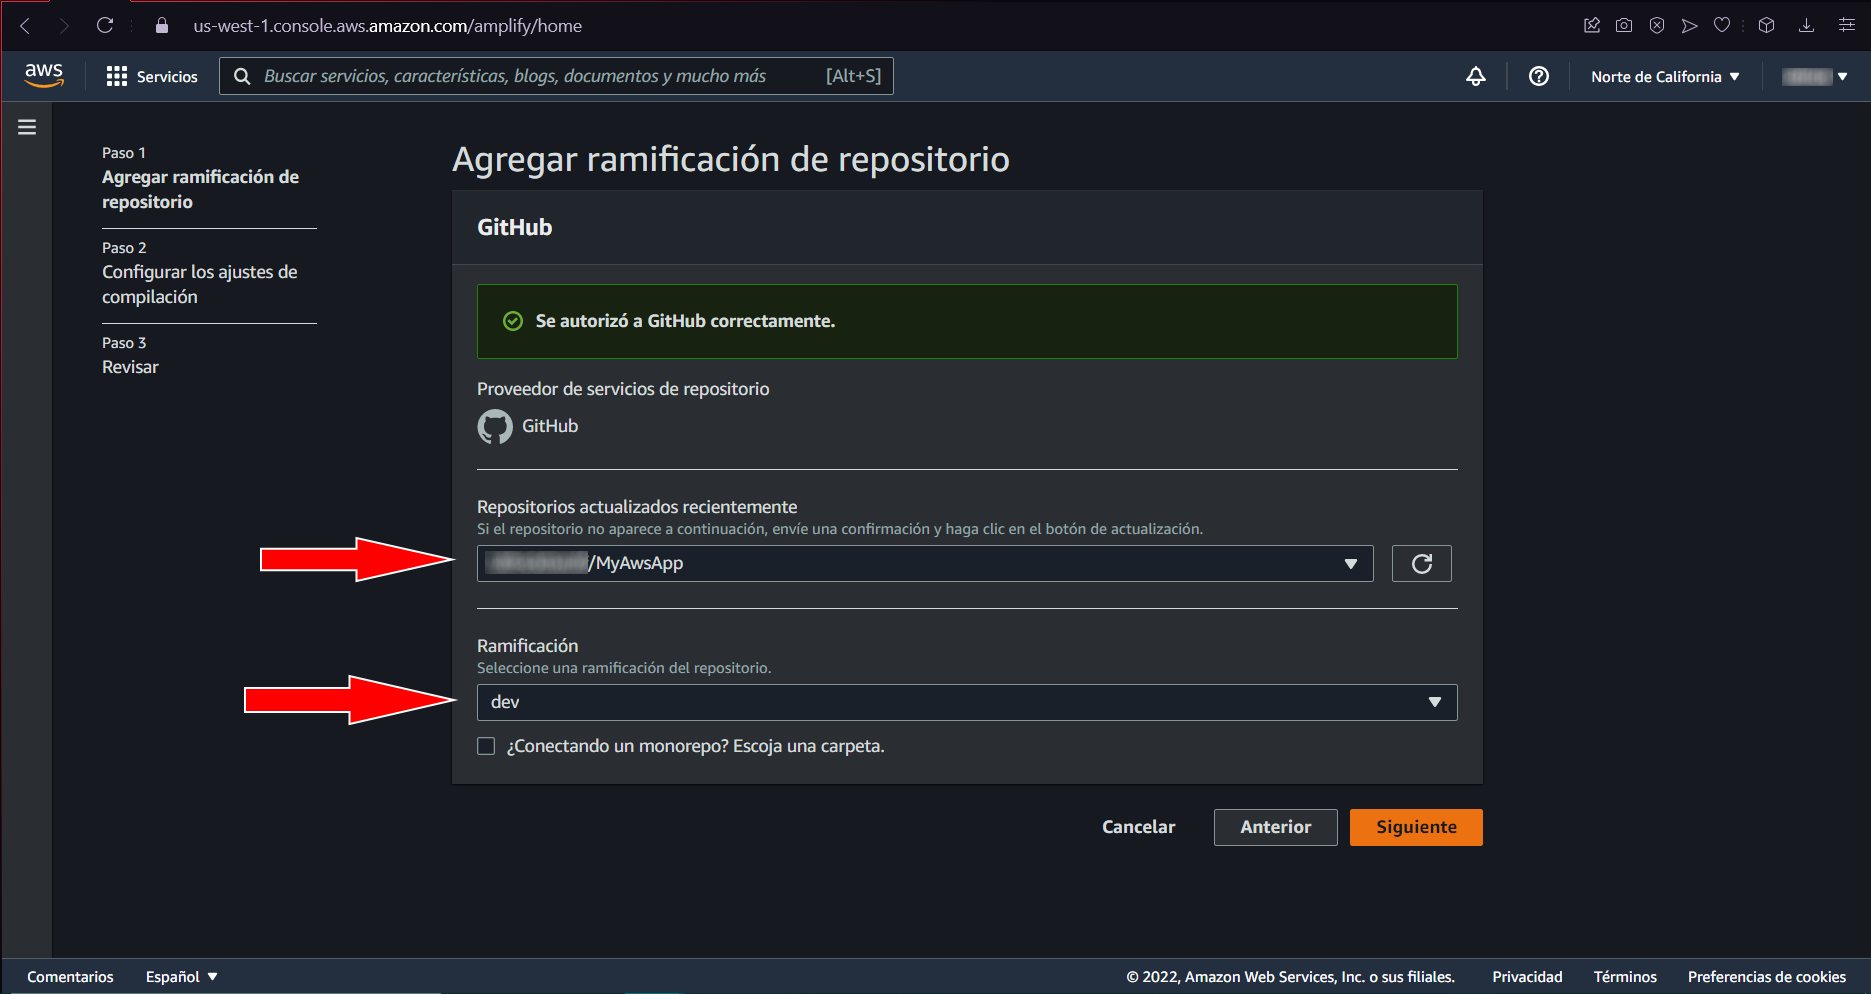 us-west-1.console.aws.amazon.com/amplify/home
aws
Servicios
Buscar servicios, características, blogs, documentos y mucho más
[Alt+S]
Norte de California
Paso 1
Agregar ramificación de
repositorio
Paso 2
Configurar los ajustes de
compilación
Paso 3
Revisar
Agregar ramificación de repositorio
GitHub
Se autorizó a GitHub correctamente.
Proveedor de servicios de repositorio
GitHub
Repositorios actualizados recientemente
Si el repositorio no aparece a continuación, envíe una confirmación y haga clic en el botón de actualización.
/MyAwsApp
Ramificación
Seleccione una ramificación del repositorio.
dev
¿Conectando un monorepo? Escoja una carpeta.
Cancelar
Anterior
Siguiente
Comentarios
Español
© 2022, Amazon Web Services, Inc. o sus filiales.
Privacidad
Términos
Preferencias de cookies